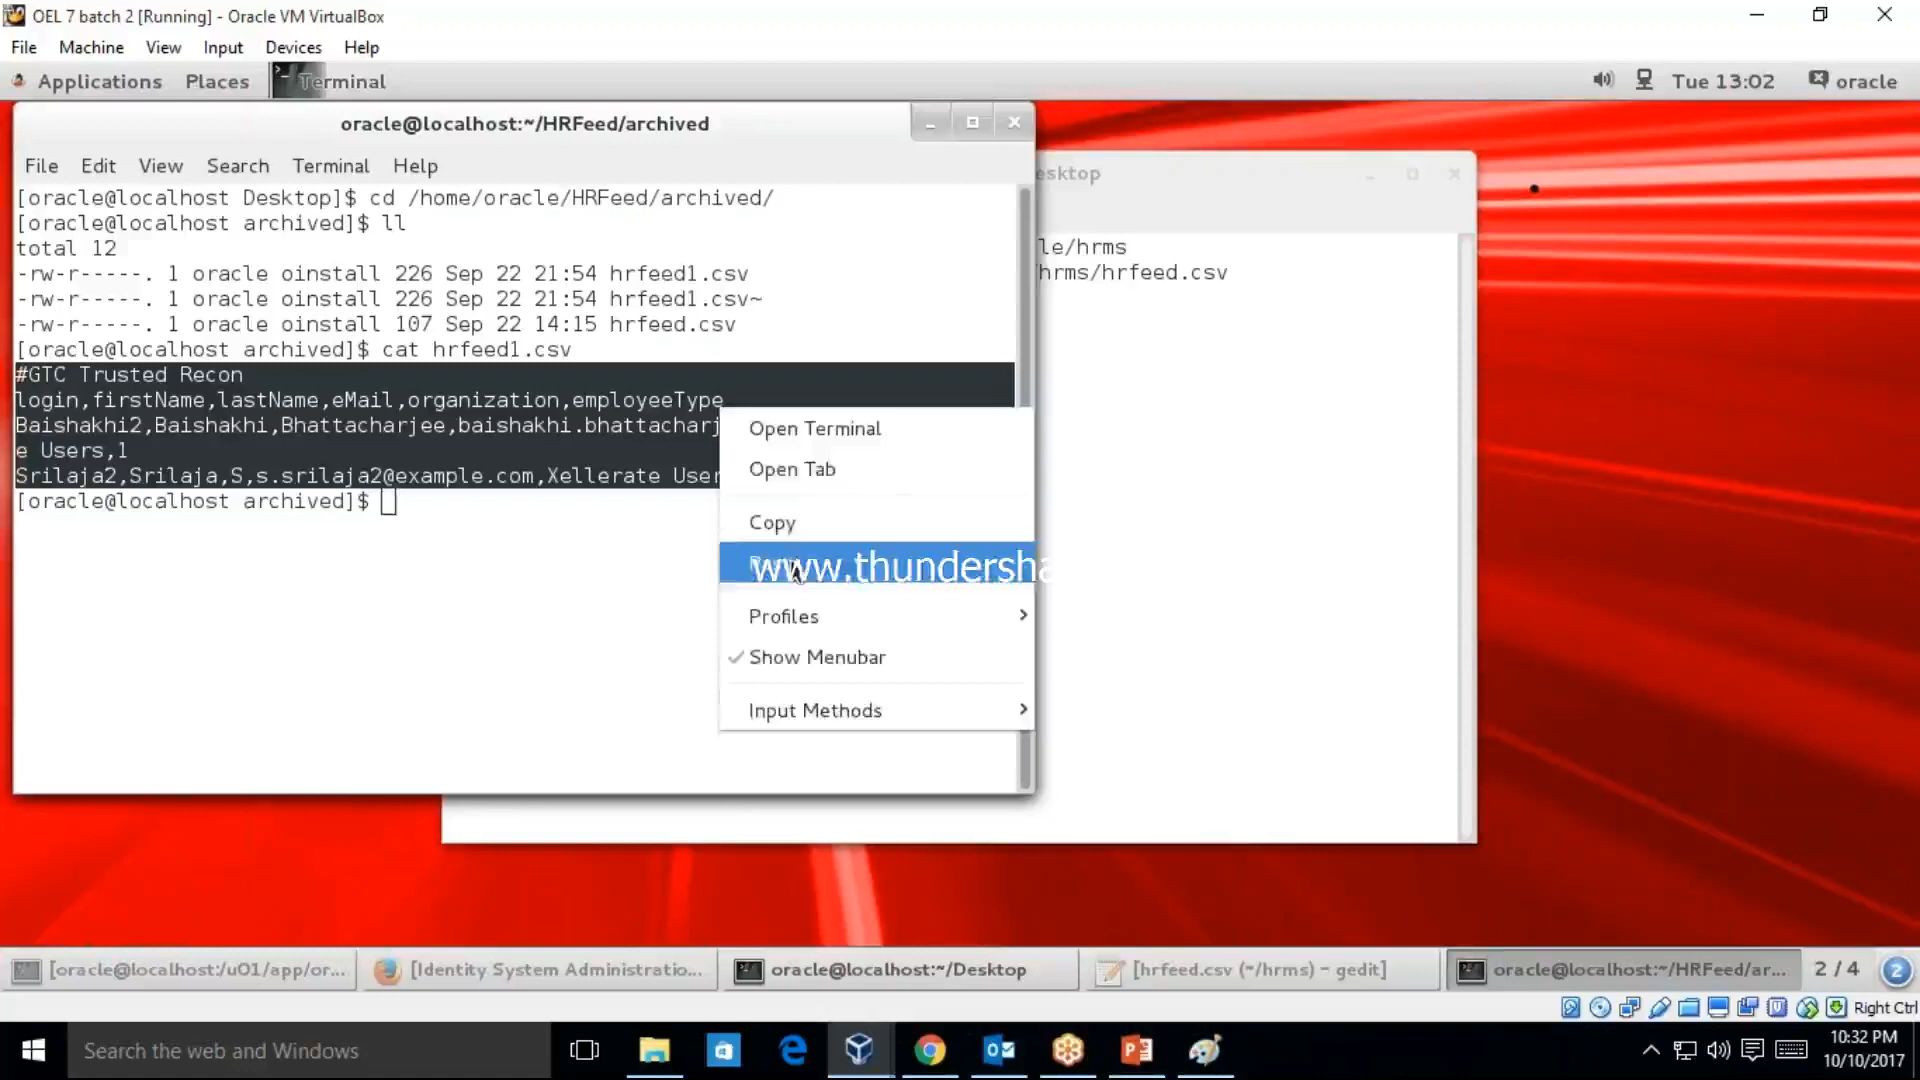 OEL 7 batch 2 [Running] - Oracle VM VirtualBox
File Machine View Input Devices Help
Applications Places Terminal Tue 13:02 oracle
oracle@localhost:~/HRFeed/archived
File Edit View Search Terminal Help
[oracle@localhost Desktop]$ cd /home/oracle/HRFeed/archived/
[oracle@localhost archived]$ ll
total 12
-rw-r-----. 1 oracle oinstall 226 Sep 22 21:54 hrfeed1.csv
-rw-r-----. 1 oracle oinstall 226 Sep 22 21:54 hrfeed1.csv~
-rw-r-----. 1 oracle oinstall 107 Sep 22 14:15 hrfeed.csv
[oracle@localhost archived]$ cat hrfeed1.csv
#GTC Trusted Recon
login,firstName,lastName,eMail,organization,employeeType
Baishakhi2,Baishakhi,Bhattacharjee,baishakhi.bhattacharj
e Users,1
Srilaja2,Srilaja,S,s.srilaja2@example.com,Xellerate User
[oracle@localhost archived]$
esktop
le/hrms
hrms/hrfeed.csv
Open Terminal
Open Tab
Copy
www.thundersha
Profiles
Show Menubar
Input Methods
[oracle@localhost:/u01/app/or...
[Identity System Administratio...
oracle@localhost:~/Desktop
[hrfeed.csv (~/hrms) - gedit]
oracle@localhost:~/HRFeed/ar...
2 / 4
2
Right Ctrl
Search the web and Windows
10:32 PM
10/10/2017